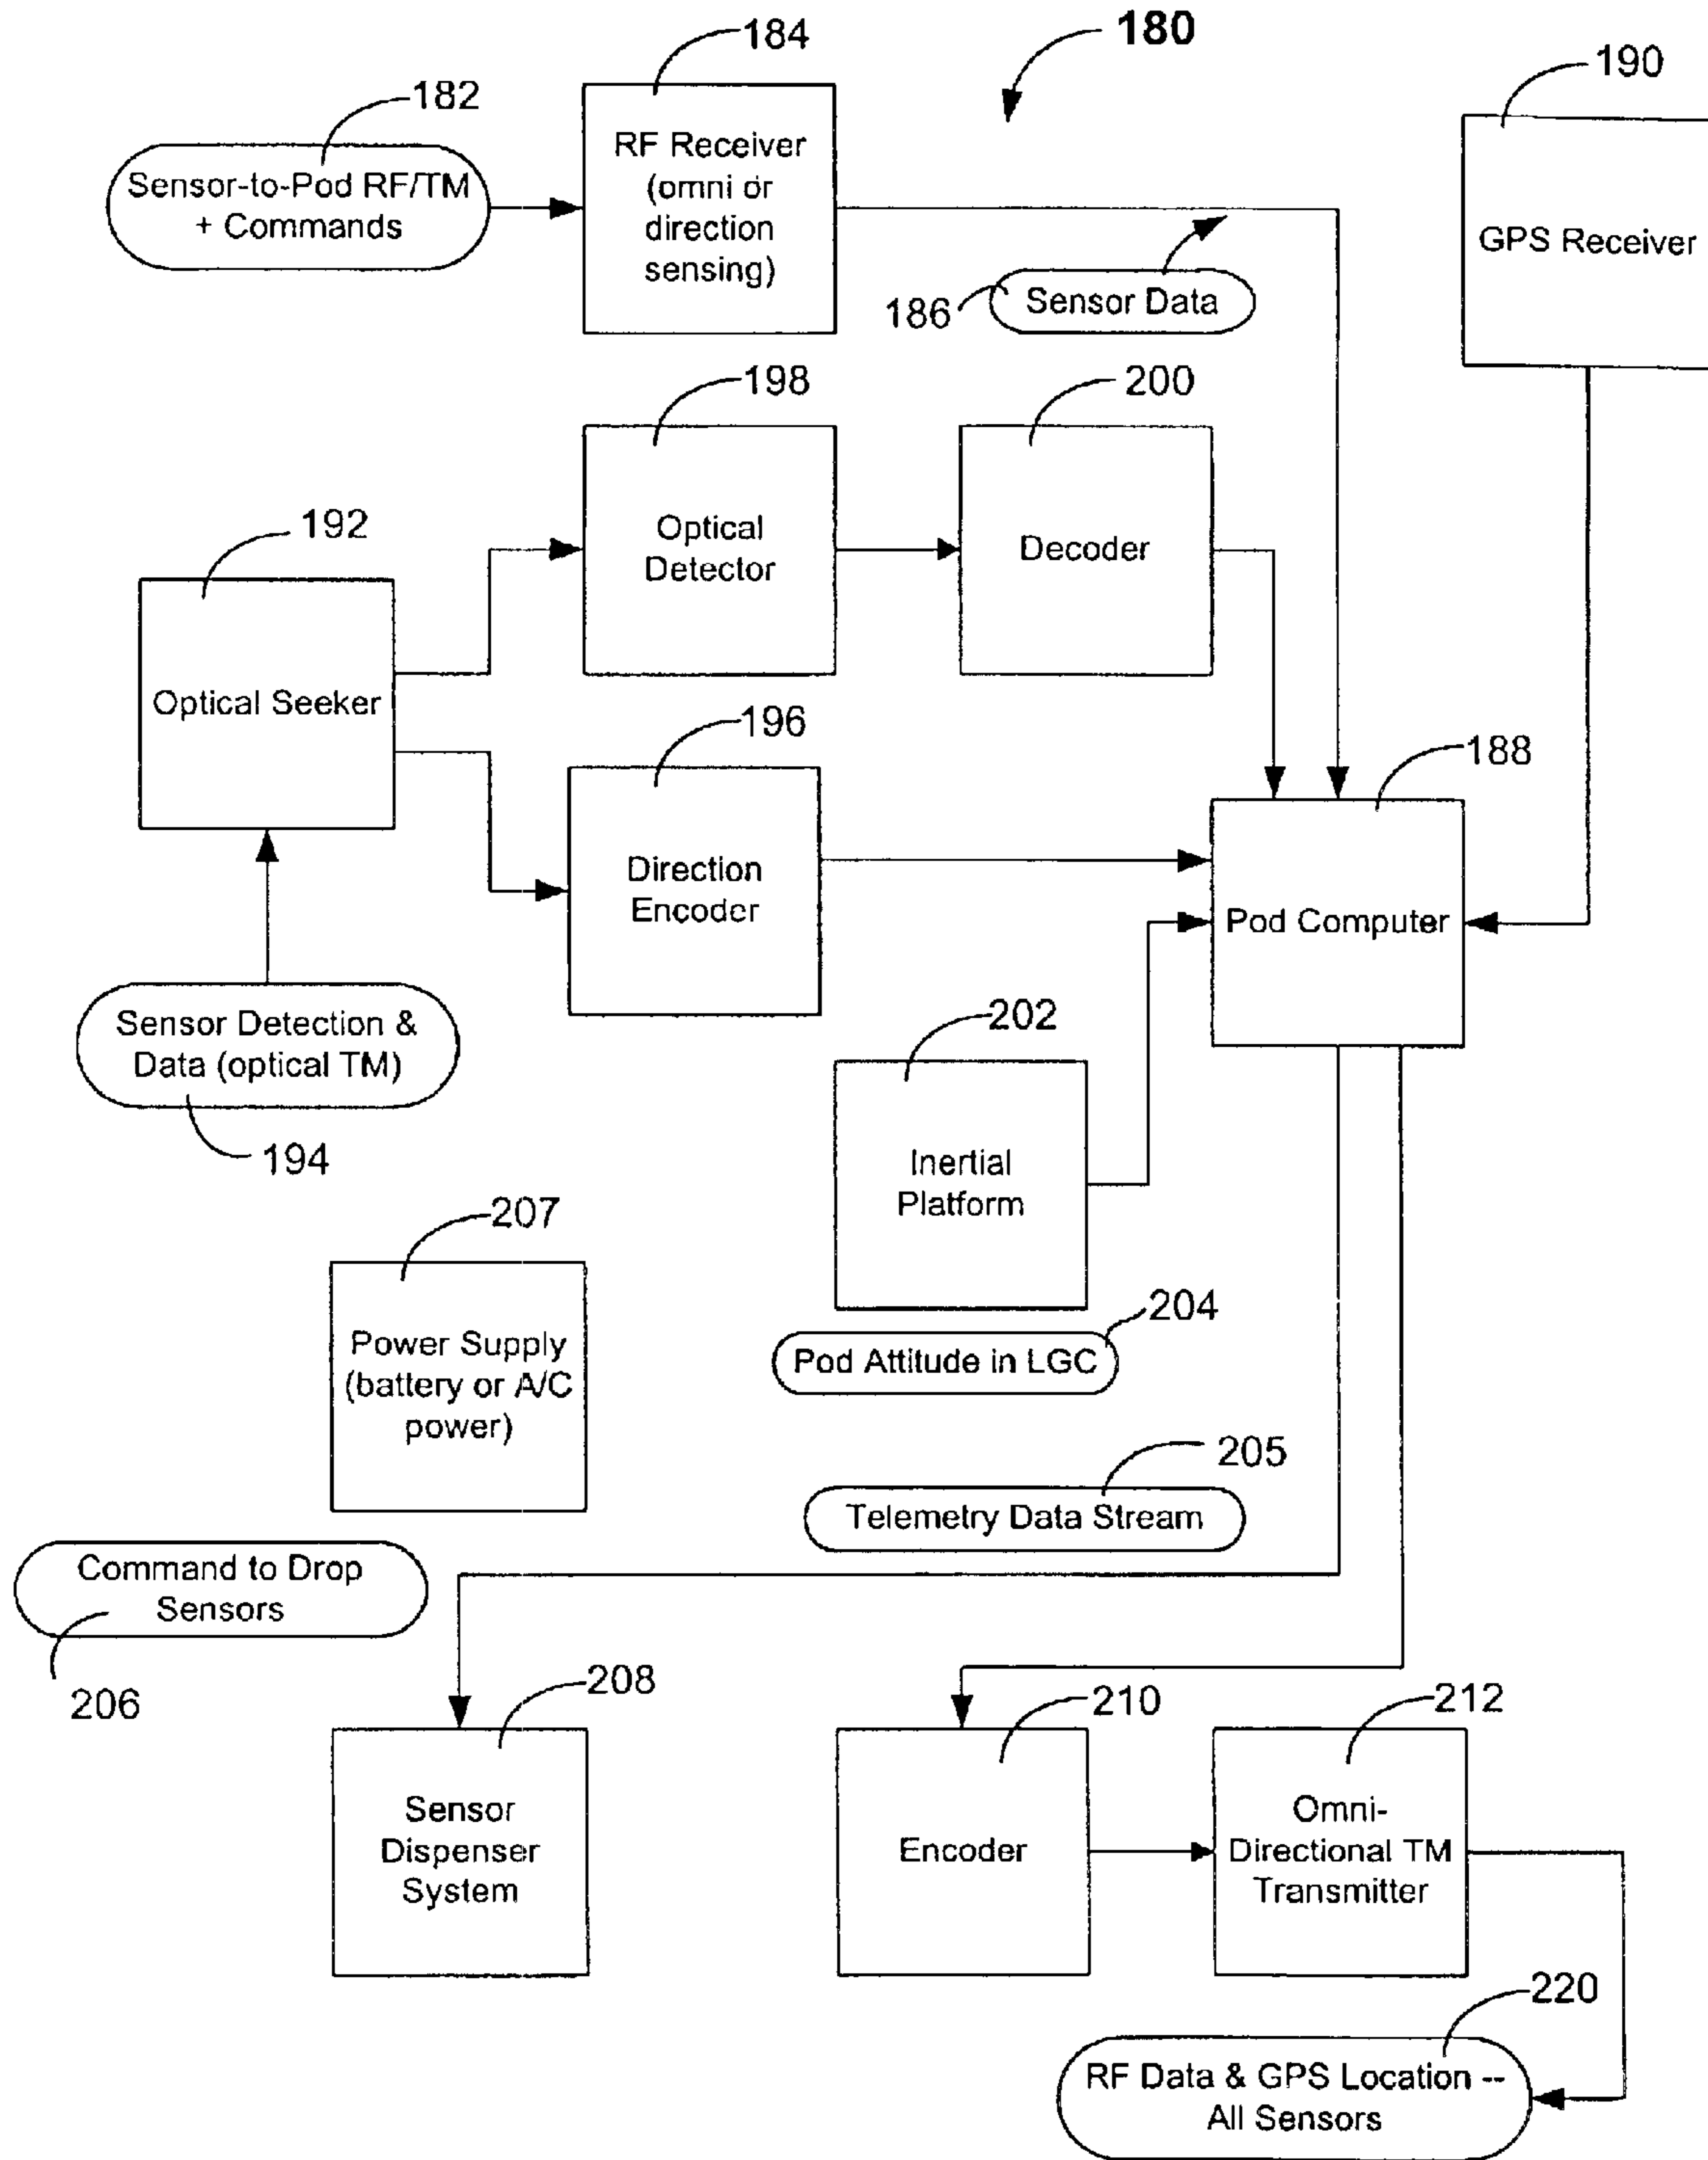 180
184
182
190
Sensor-to-Pod RF/TM
+ Commands
RF Receiver
(omni or
direction
sensing)
GPS Receiver
186
Sensor Data
198
200
192
Optical
Detector
Decoder
Optical Seeker
196
188
Direction
Encoder
Pod Computer
Sensor Detection &
Data (optical TM)
194
202
Inertial
Platform
207
204
Power Supply
(battery or A/C
power)
Pod Attitude in LGC
205
Telemetry Data Stream
Command to Drop
Sensors
206
208
210
212
Sensor
Dispenser
System
Encoder
Omni-
Directional TM
Transmitter
220
RF Data & GPS Location --
All Sensors